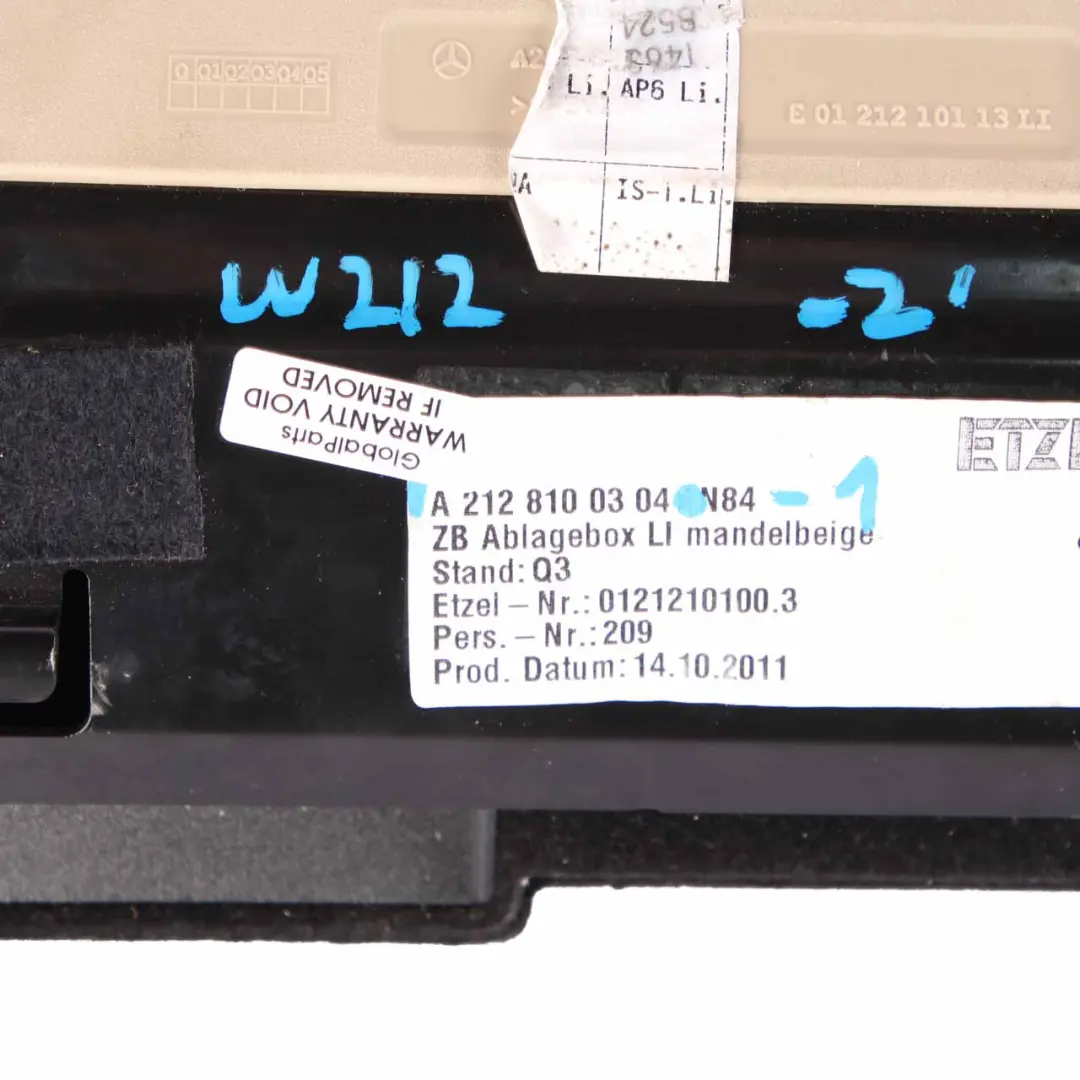 0 01 02 03 04 05
E 01 212 101 13 LI
8524
1463
Li. AP6 Li.
IS-I.Li.
W212 -2'
GlobalParts
WARRANTY VOID
IF REMOVED
A 212 810 03 04 N84 -1
ZB Ablagebox LI mandelbeige
Stand: Q3
Etzel – Nr.: 0121210100.3
Pers. – Nr.: 209
Prod. Datum: 14.10.2011